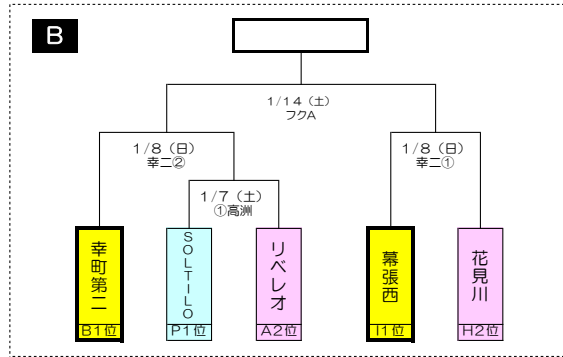 B
1/14（土）
フクA
1/8（日）
幸二②
1/8（日）
幸二①
1/7（土）
①高洲
幸町第二
SOLTILO
リベレオ
幕張西
花見川
B1位
P1位
A2位
I1位
H2位